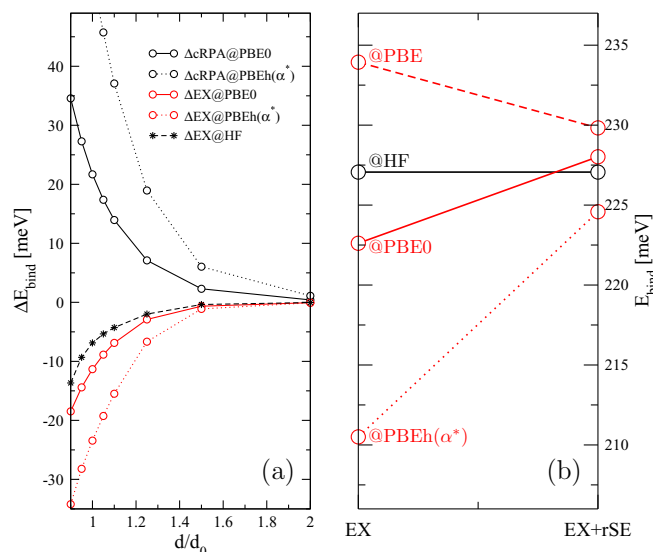 50
40
30
20
10
0
-10
-20
-30
ΔE_bind [meV]
ΔcRPA@PBE0
ΔcRPA@PBEh(α*)
ΔEX@PBE0
ΔEX@PBEh(α*)
ΔEX@HF
(a)
1 1.2 1.4 1.6 1.8 2
d/d_0
@PBE
@HF
@PBE0
@PBEh(α*)
(b)
EX EX+rSE
235
230
225
220
215
210
E_bind [meV]